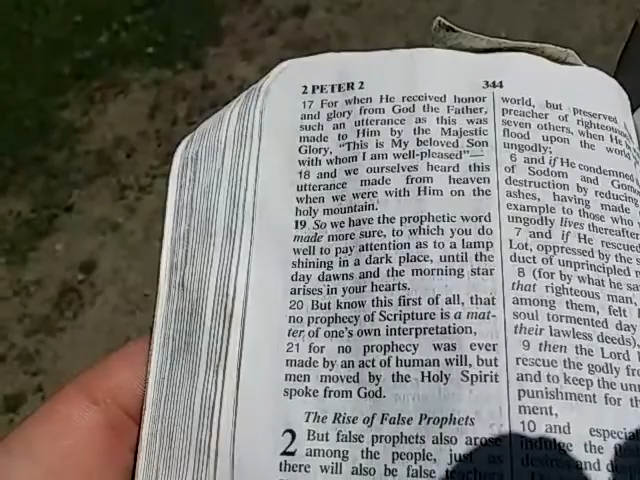 2 PETER 2
344
17 For when He received honor
and glory from God the Father,
such an utterance as this was
made to Him by the Majestic
Glory, “This is My beloved Son
with whom I am well-pleased”—
18 and we ourselves heard this
utterance made from heaven
when we were with Him on the
holy mountain.
19 So we have the prophetic word
made more sure, to which you do
well to pay attention as to a lamp
shining in a dark place, until the
day dawns and the morning star
arises in your hearts.
20 But know this first of all, that
no prophecy of Scripture is a mat-
ter of one's own interpretation,
21 for no prophecy was ever
made by an act of human will, but
men moved by the Holy Spirit
spoke from God.
The Rise of False Prophets
2 But false prophets also arose
among the people, just as
there will also be false teachers
world, but preserved
preacher of
seven others, when He
flood upon the world
ungodly;
6 and if He condemned
of Sodom and
destruction by reducing
ashes, having made
example to those who
ungodly lives thereafter
7 and if He rescued
Lot, oppressed by the
duct of unprincipled
8 (for by what he
that righteous man,
among them, felt
soul tormented day
their lawless deeds),
9 then the Lord
rescue the godly
and to keep the
punishment for
ment,
10 and
indulge the
desires and